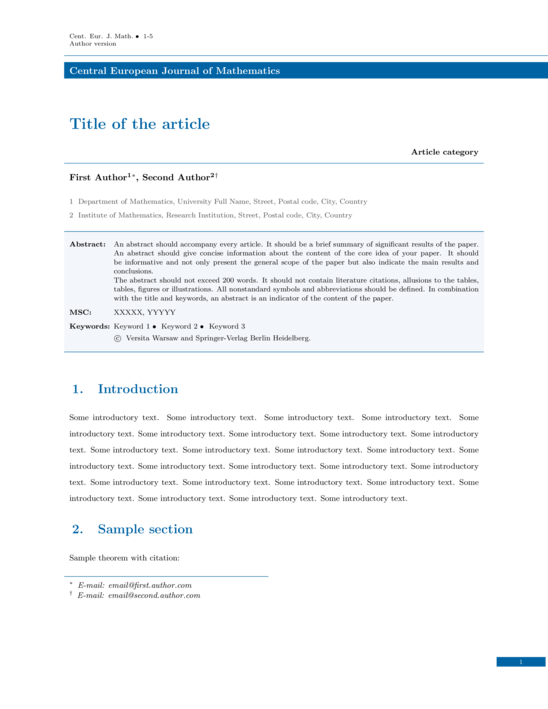 Cent. Eur. J. Math. • 1-5
Author version
Central European Journal of Mathematics
Title of the article
Article category
First Author1*, Second Author2†
1 Department of Mathematics, University Full Name, Street, Postal code, City, Country
2 Institute of Mathematics, Research Institution, Street, Postal code, City, Country
Abstract: An abstract should accompany every article. It should be a brief summary of significant results of the paper.
An abstract should give concise information about the content of the core idea of your paper. It should
be informative and not only present the general scope of the paper but also indicate the main results and
conclusions.
The abstract should not exceed 200 words. It should not contain literature citations, allusions to the tables,
tables, figures or illustrations. All nonstandard symbols and abbreviations should be defined. In combination
with the title and keywords, an abstract is an indicator of the content of the paper.
MSC: XXXXX, YYYYY
Keywords: Keyword 1 • Keyword 2 • Keyword 3
© Versita Warsaw and Springer-Verlag Berlin Heidelberg.
1. Introduction
Some introductory text. Some introductory text. Some introductory text. Some introductory text. Some
introductory text. Some introductory text. Some introductory text. Some introductory text. Some introductory
text. Some introductory text. Some introductory text. Some introductory text. Some introductory text. Some
introductory text. Some introductory text. Some introductory text. Some introductory text. Some introductory
text. Some introductory text. Some introductory text. Some introductory text. Some introductory text. Some
introductory text. Some introductory text. Some introductory text. Some introductory text.
2. Sample section
Sample theorem with citation:
* E-mail: email@first.author.com
† E-mail: email@second.author.com
1